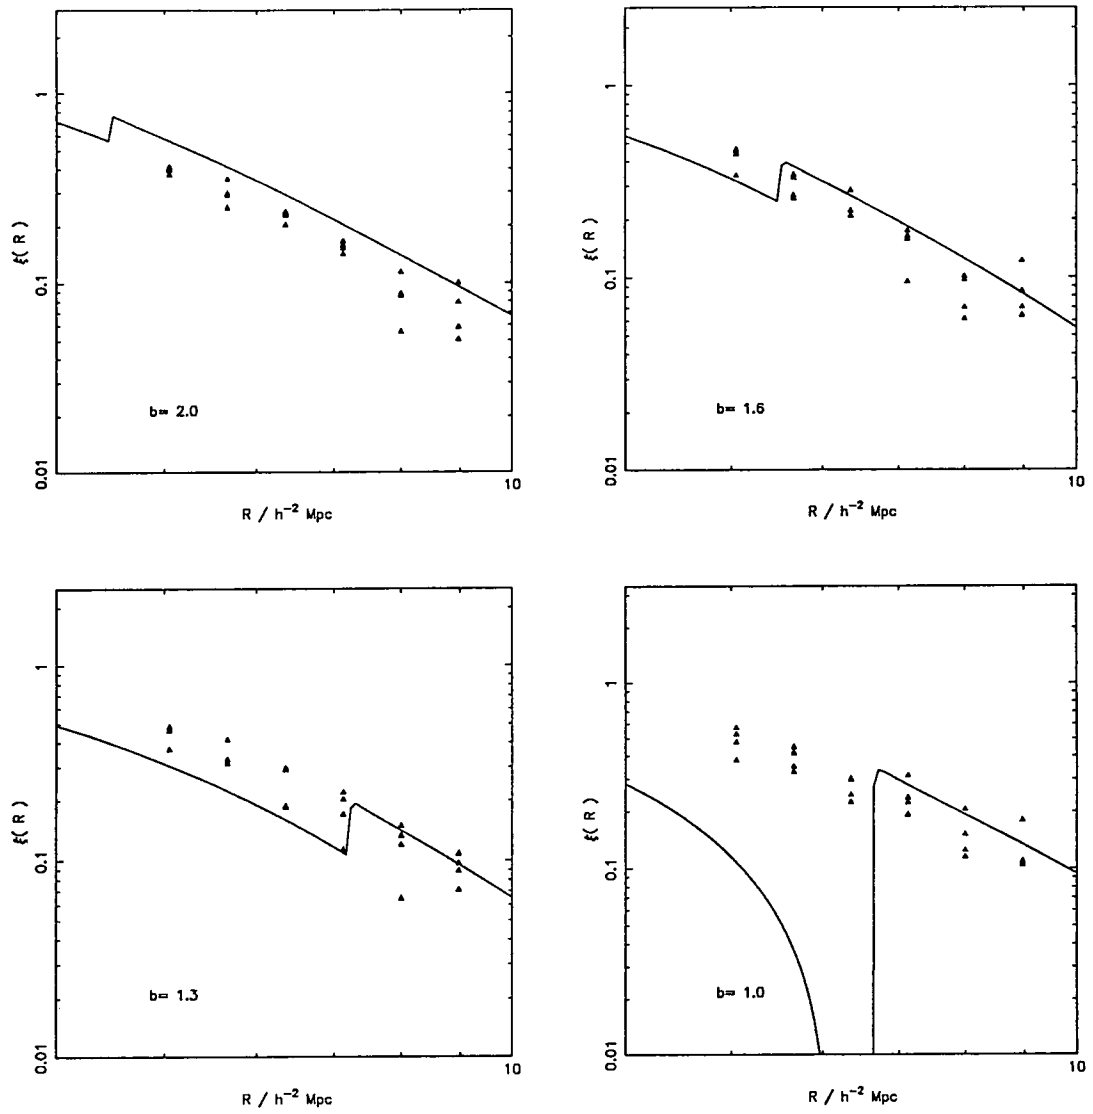 1
0.1
0.01
ξ( R )
b= 2.0
10
R / h⁻² Mpc
1
0.1
0.01
ξ( R )
b= 1.6
10
R / h⁻² Mpc
1
0.1
0.01
ξ( R )
b= 1.3
10
R / h⁻² Mpc
1
0.1
0.01
ξ( R )
b= 1.0
10
R / h⁻² Mpc